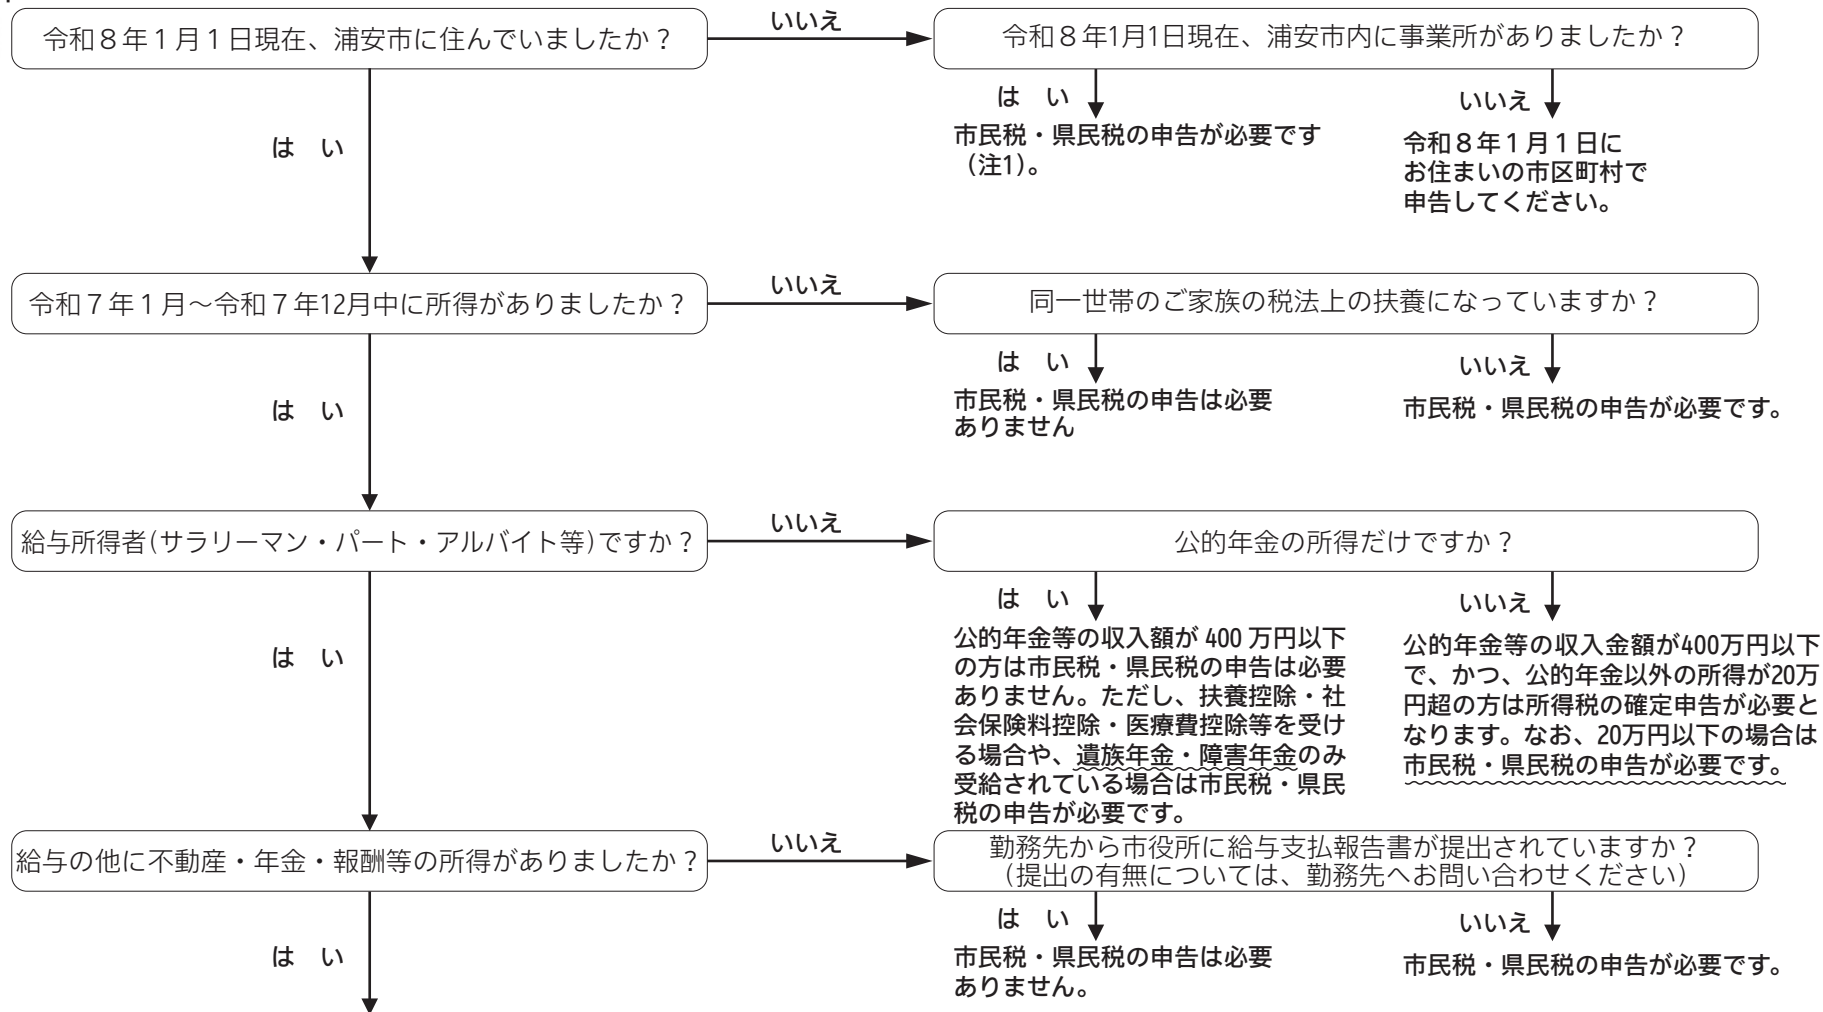 令和８年１月１日現在、浦安市に住んでいましたか？
いいえ
令和８年1月1日現在、浦安市内に事業所がありましたか？
は　い
は　い
市民税・県民税の申告が必要です
（注1）。
いいえ
令和８年１月１日に
お住まいの市区町村で
申告してください。
令和７年１月～令和７年12月中に所得がありましたか？
いいえ
同一世帯のご家族の税法上の扶養になっていますか？
は　い
は　い
市民税・県民税の申告は必要
ありません
いいえ
市民税・県民税の申告が必要です。
給与所得者（サラリーマン・パート・アルバイト等）ですか？
いいえ
公的年金の所得だけですか？
は　い
は　い
公的年金等の収入額が 400 万円以下
の方は市民税・県民税の申告は必要
ありません。ただし、扶養控除・社
会保険料控除・医療費控除等を受け
る場合や、遺族年金・障害年金のみ
受給されている場合は市民税・県民
税の申告が必要です。
いいえ
公的年金等の収入金額が400万円以下
で、かつ、公的年金以外の所得が20万
円超の方は所得税の確定申告が必要と
なります。なお、20万円以下の場合は
市民税・県民税の申告が必要です。
給与の他に不動産・年金・報酬等の所得がありましたか？
いいえ
勤務先から市役所に給与支払報告書が提出されていますか？
（提出の有無については、勤務先へお問い合わせください）
は　い
は　い
市民税・県民税の申告は必要
ありません。
いいえ
市民税・県民税の申告が必要です。